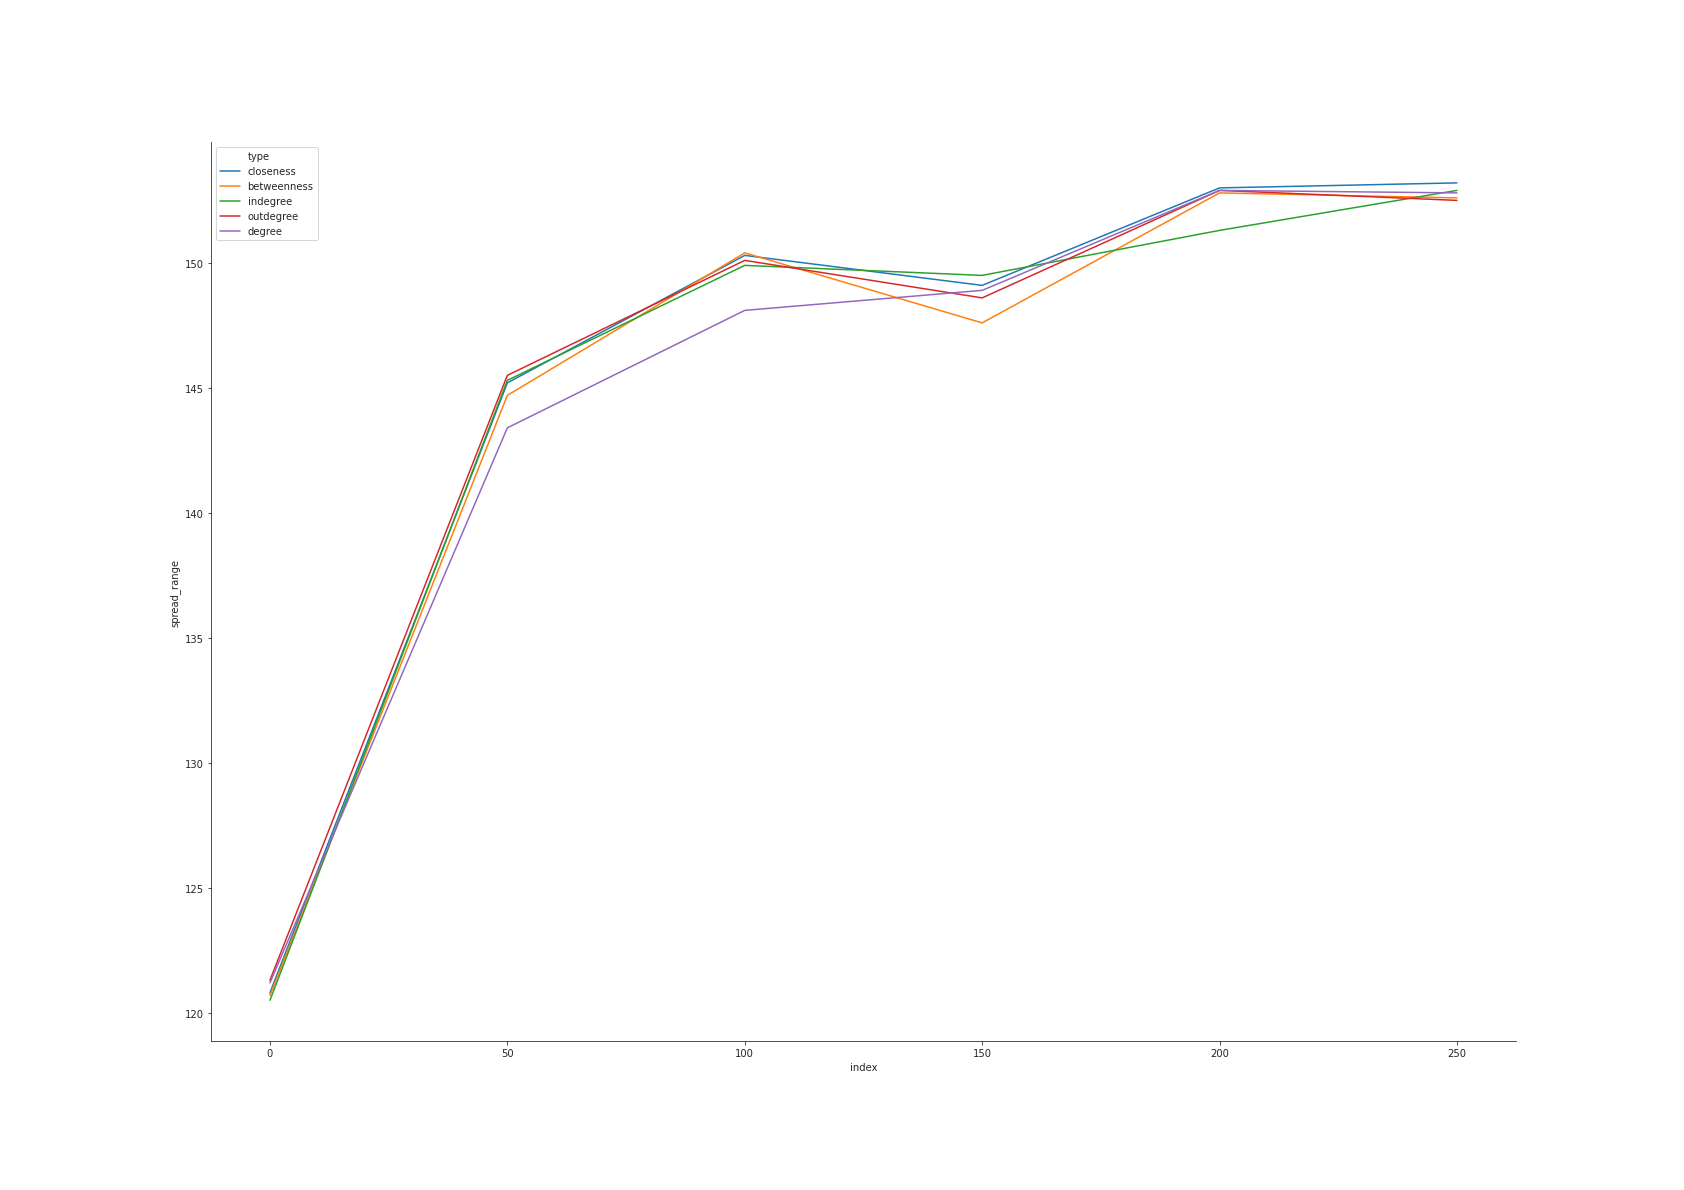 type
closeness
betweenness
indegree
outdegree
degree
150
145
140
135
130
125
120
spread_range
0 50 100 150 200 250
index